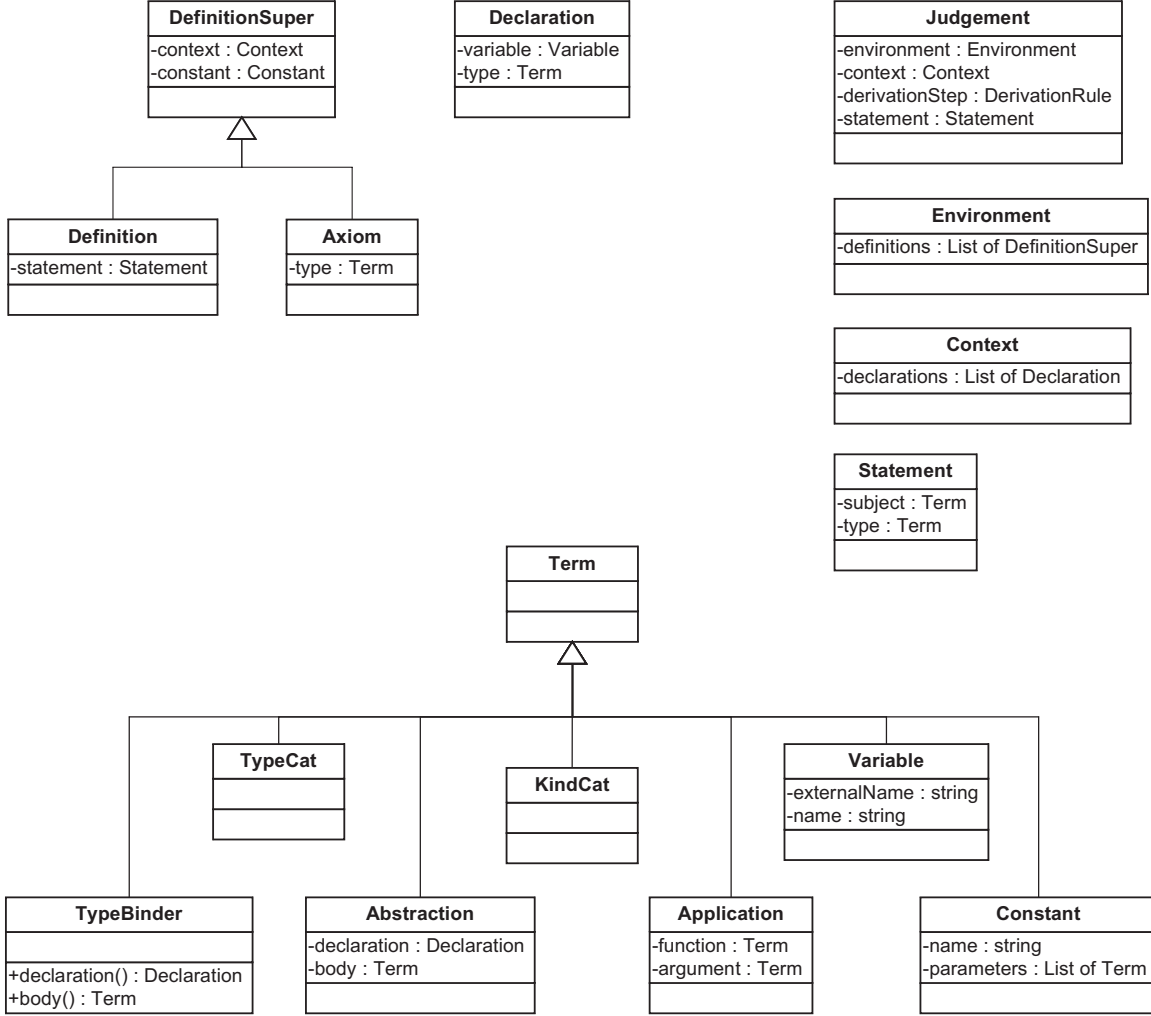 DefinitionSuper
-context : Context
-constant : Constant
Declaration
-variable : Variable
-type : Term
Judgement
-environment : Environment
-context : Context
-derivationStep : DerivationRule
-statement : Statement
Definition
-statement : Statement
Axiom
-type : Term
Environment
-definitions : List of DefinitionSuper
Context
-declarations : List of Declaration
Statement
-subject : Term
-type : Term
Term
TypeCat
KindCat
Variable
-externalName : string
-name : string
TypeBinder
+declaration() : Declaration
+body() : Term
Abstraction
-declaration : Declaration
-body : Term
Application
-function : Term
-argument : Term
Constant
-name : string
-parameters : List of Term